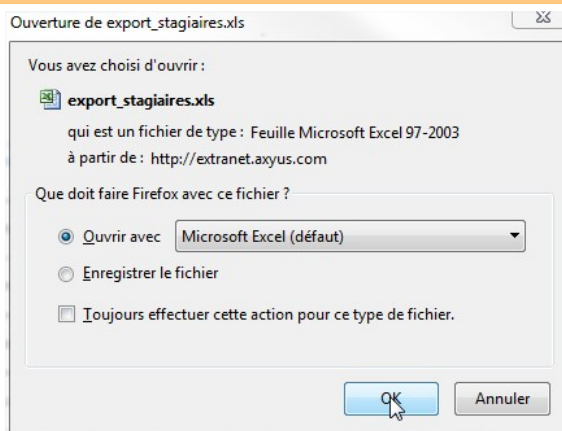 Ouverture de export_stagiaires.xls
Vous avez choisi d'ouvrir :
export_stagiaires.xls
qui est un fichier de type : Feuille Microsoft Excel 97-2003
à partir de : http://extranet.axyus.com
Que doit faire Firefox avec ce fichier ?
Ouvrir avec Microsoft Excel (défaut)
Enregistrer le fichier
Toujours effectuer cette action pour ce type de fichier.
OK Annuler